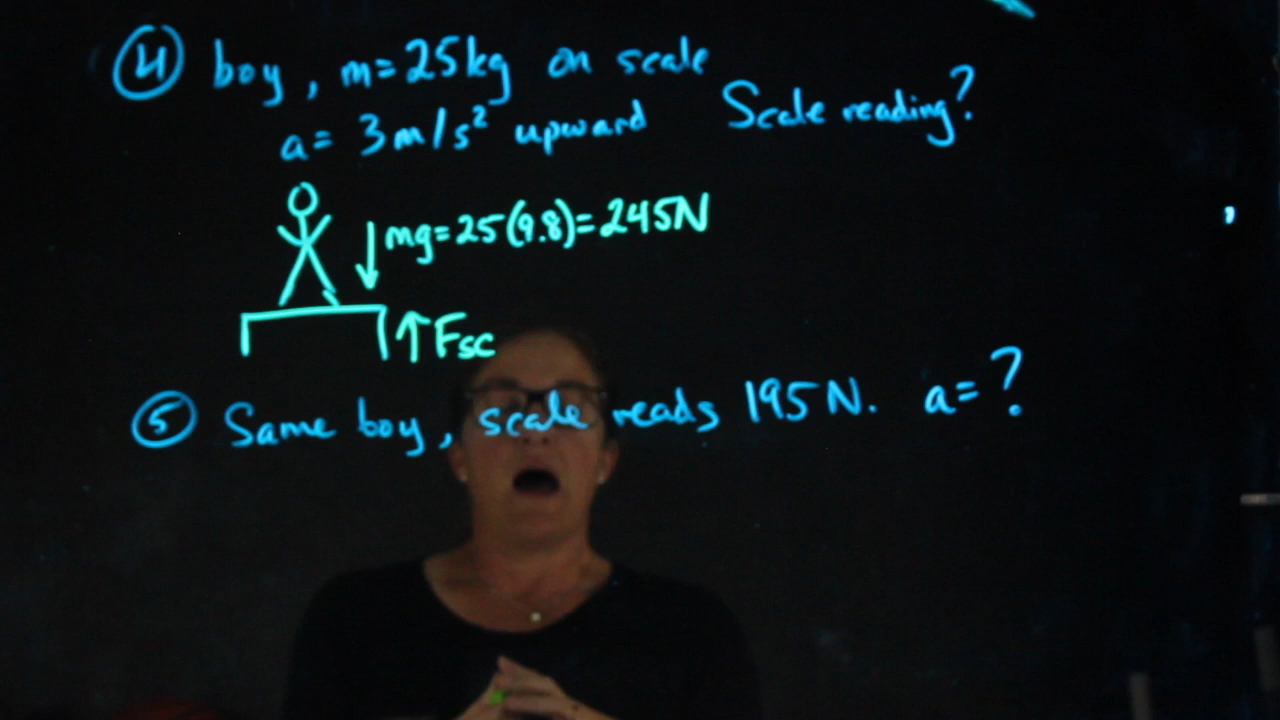 ④ boy, m=25kg on scale
a= 3m/s² upward Scale reading?
mg=25(9.8)=245N
Fsc
⑤ Same boy, scale reads 195N. a=?